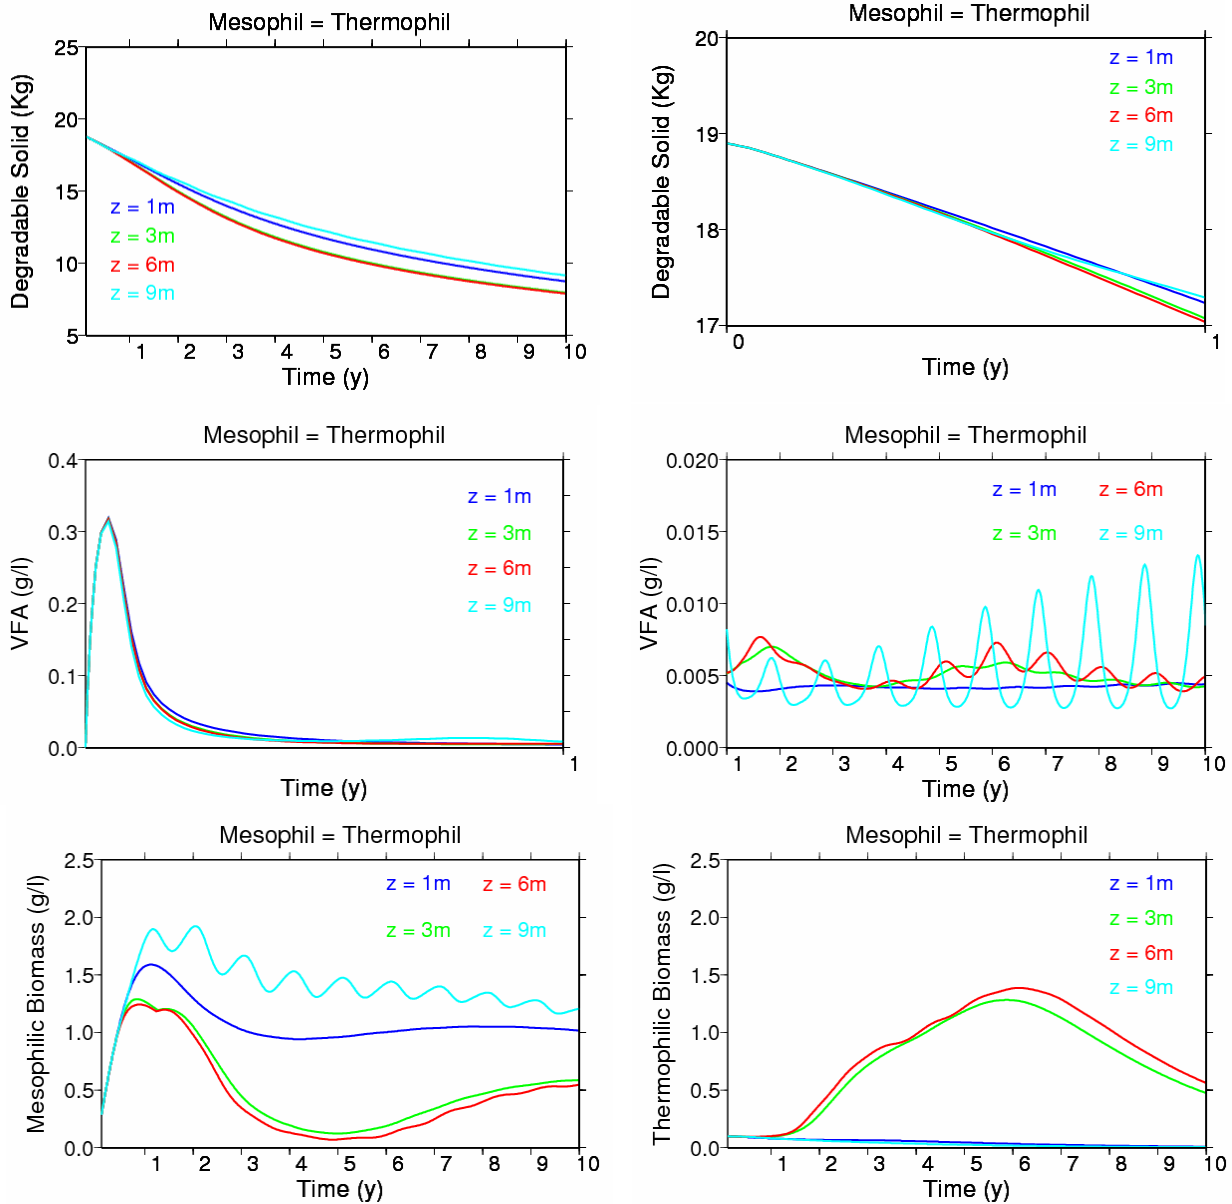 Mesophil = Thermophil
25
20
15
10
5
Degradable Solid (Kg)
z = 1m
z = 3m
z = 6m
z = 9m
1 2 3 4 5 6 7 8 9 10
Time (y)
Mesophil = Thermophil
20
19
18
17
Degradable Solid (Kg)
z = 1m
z = 3m
z = 6m
z = 9m
0 1
Time (y)
Mesophil = Thermophil
0.4
0.3
0.2
0.1
0.0
VFA (g/l)
z = 1m
z = 3m
z = 6m
z = 9m
1
Time (y)
Mesophil = Thermophil
0.020
0.015
0.010
0.005
0.000
VFA (g/l)
z = 1m z = 6m
z = 3m z = 9m
1 2 3 4 5 6 7 8 9 10
Time (y)
Mesophil = Thermophil
2.5
2.0
1.5
1.0
0.5
0.0
Mesophilic Biomass (g/l)
z = 1m z = 6m
z = 3m z = 9m
1 2 3 4 5 6 7 8 9 10
Time (y)
Mesophil = Thermophil
2.5
2.0
1.5
1.0
0.5
0.0
Thermophilic Biomass (g/l)
z = 1m
z = 3m
z = 6m
z = 9m
1 2 3 4 5 6 7 8 9 10
Time (y)